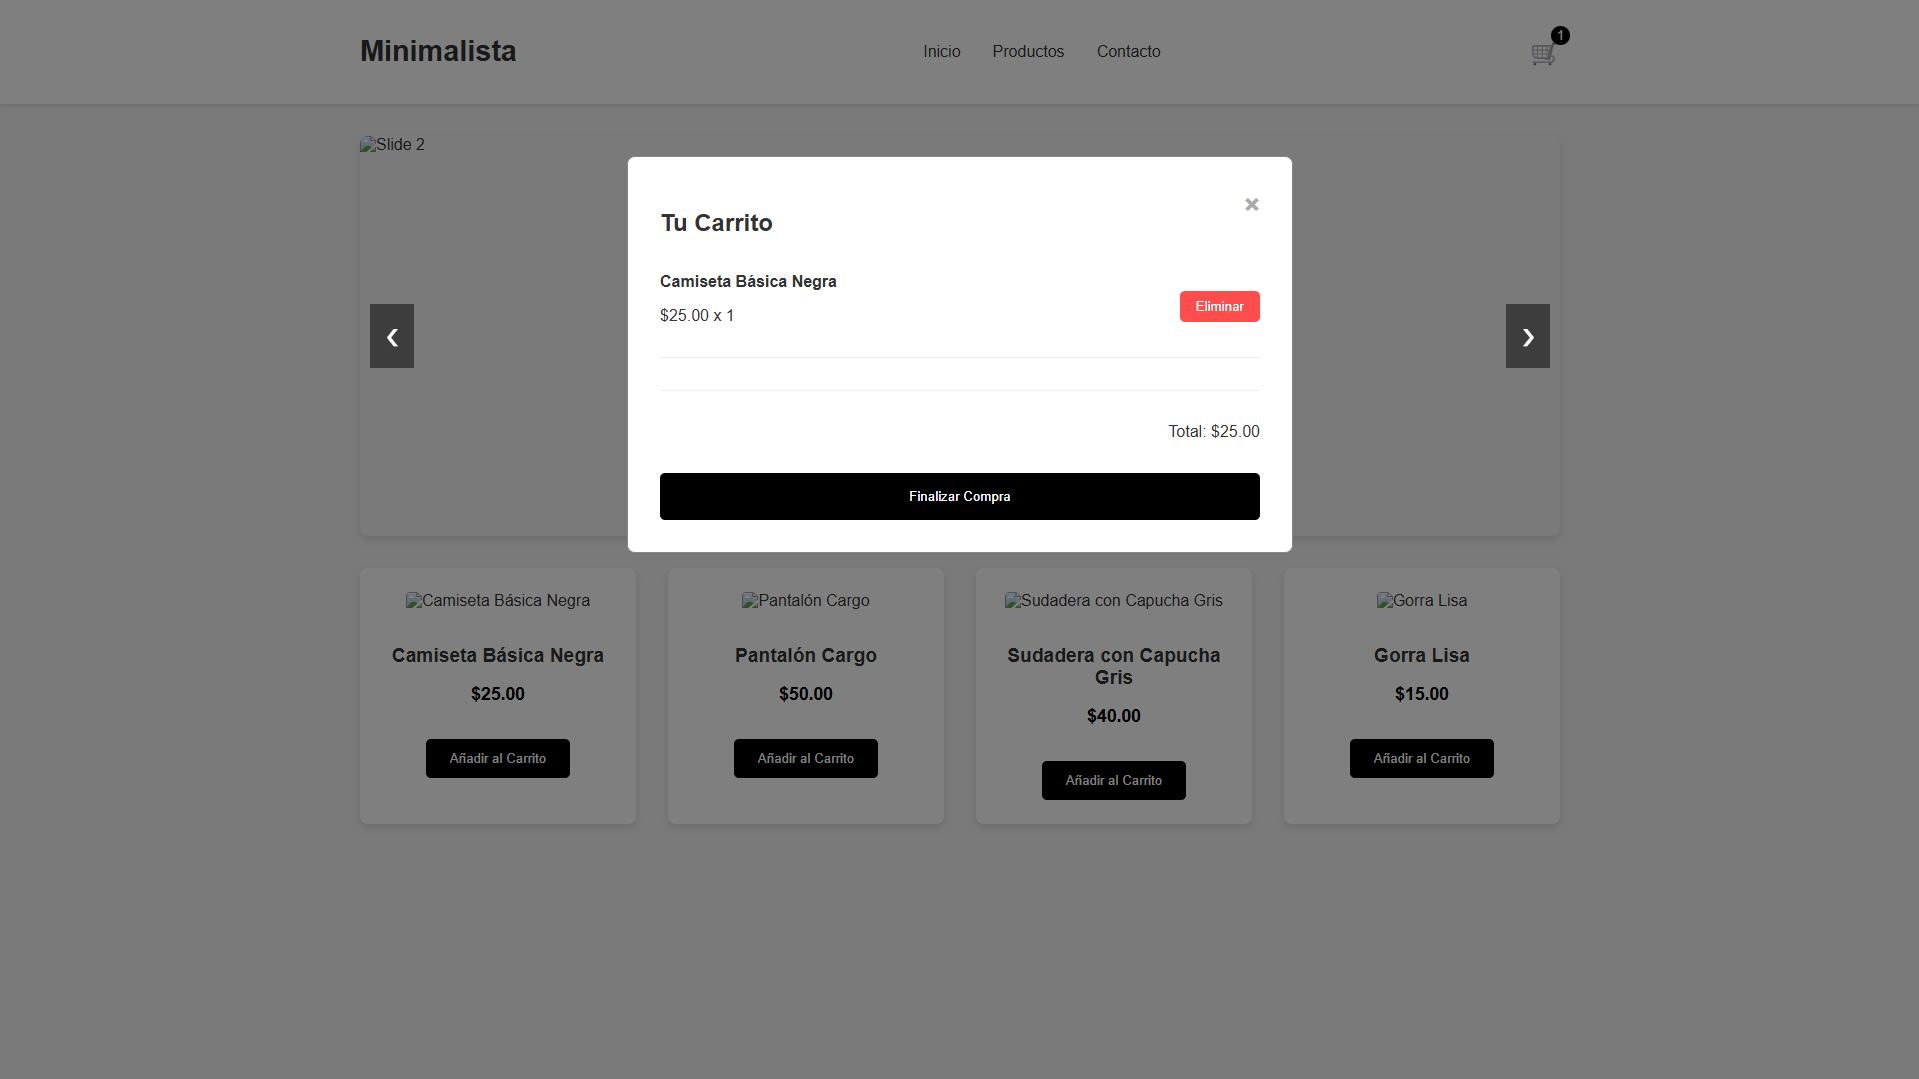 Minimalista
Inicio
Productos
Contacto
1
Slide 2
×
Tu Carrito
Camiseta Básica Negra
$25.00 x 1
Eliminar
❮
❯
Total: $25.00
Finalizar Compra
Camiseta Básica Negra
Pantalón Cargo
Sudadera con Capucha Gris
Gorra Lisa
Camiseta Básica Negra
$25.00
Añadir al Carrito
Pantalón Cargo
$50.00
Añadir al Carrito
Sudadera con Capucha
Gris
$40.00
Añadir al Carrito
Gorra Lisa
$15.00
Añadir al Carrito